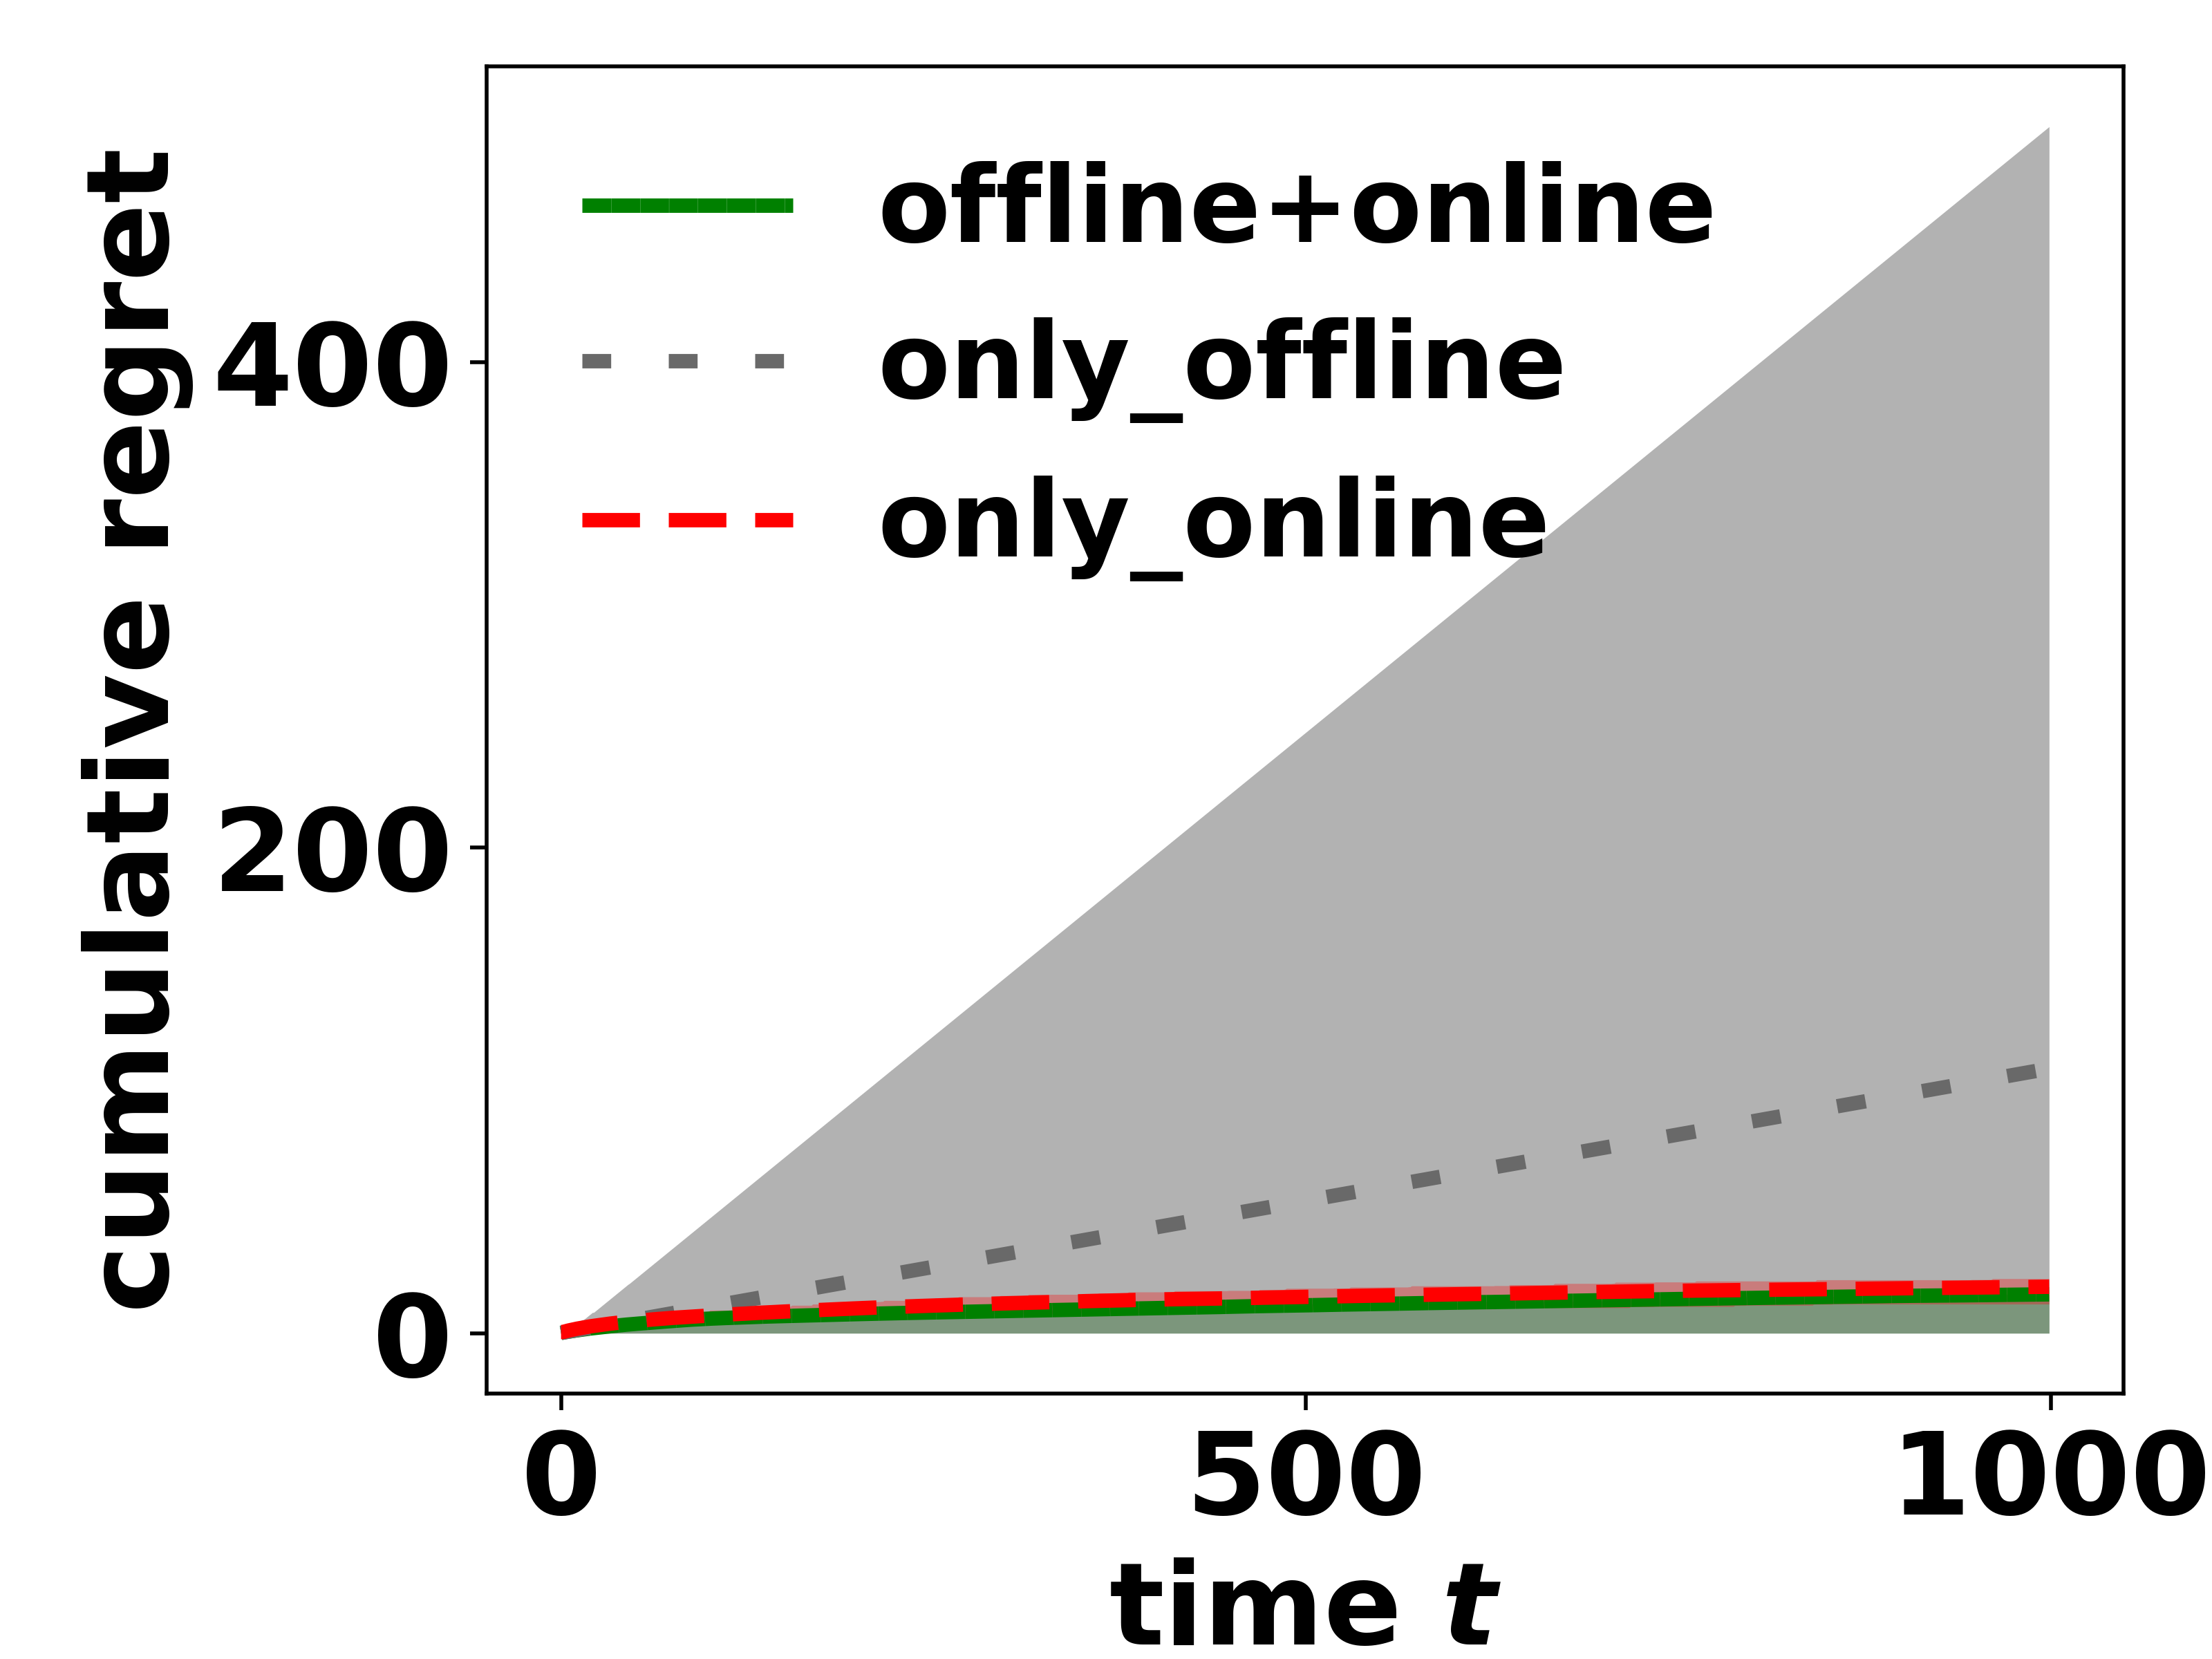 cumulative regret
400
200
0
offline+online
only_offline
only_online
0 500 1000
time t